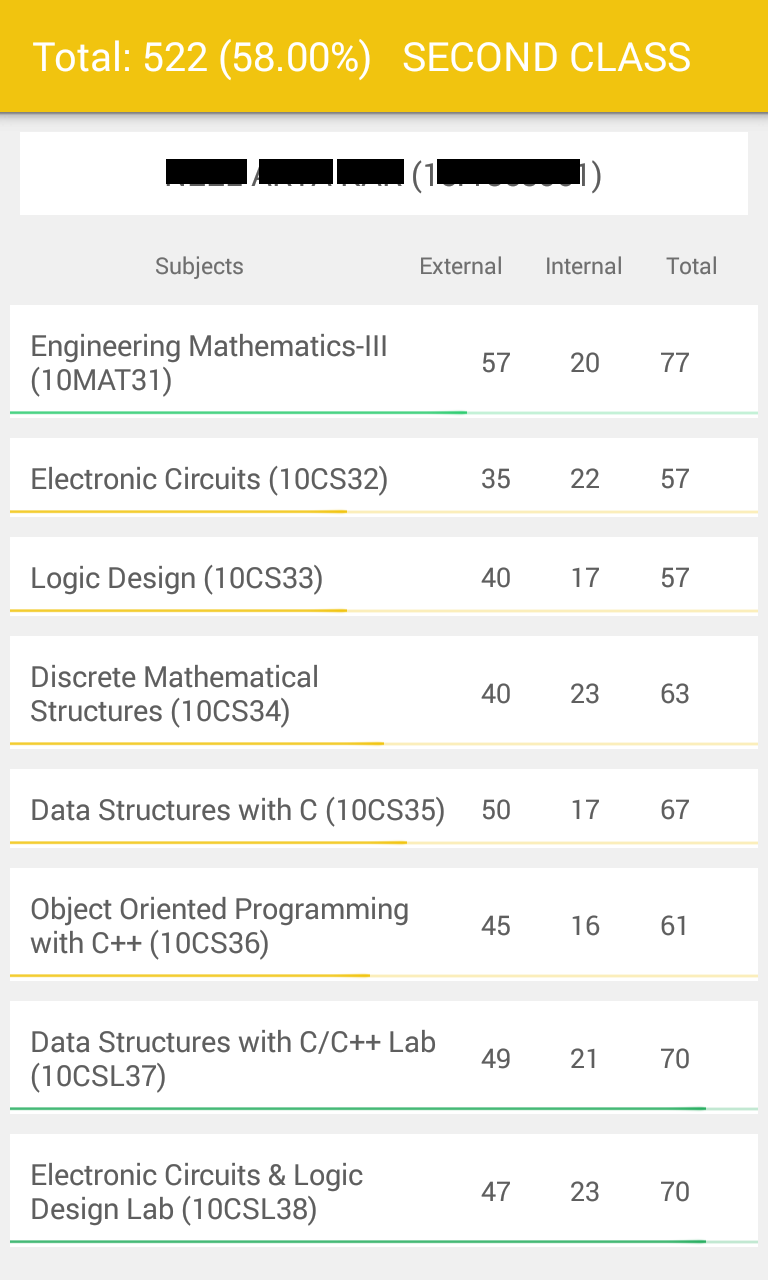 Total: 522 (58.00%) SECOND CLASS
Subjects External Internal Total
Engineering Mathematics-III
(10MAT31) 57 20 77
Electronic Circuits (10CS32) 35 22 57
Logic Design (10CS33) 40 17 57
Discrete Mathematical
Structures (10CS34) 40 23 63
Data Structures with C (10CS35) 50 17 67
Object Oriented Programming
with C++ (10CS36) 45 16 61
Data Structures with C/C++ Lab
(10CSL37) 49 21 70
Electronic Circuits & Logic
Design Lab (10CSL38) 47 23 70